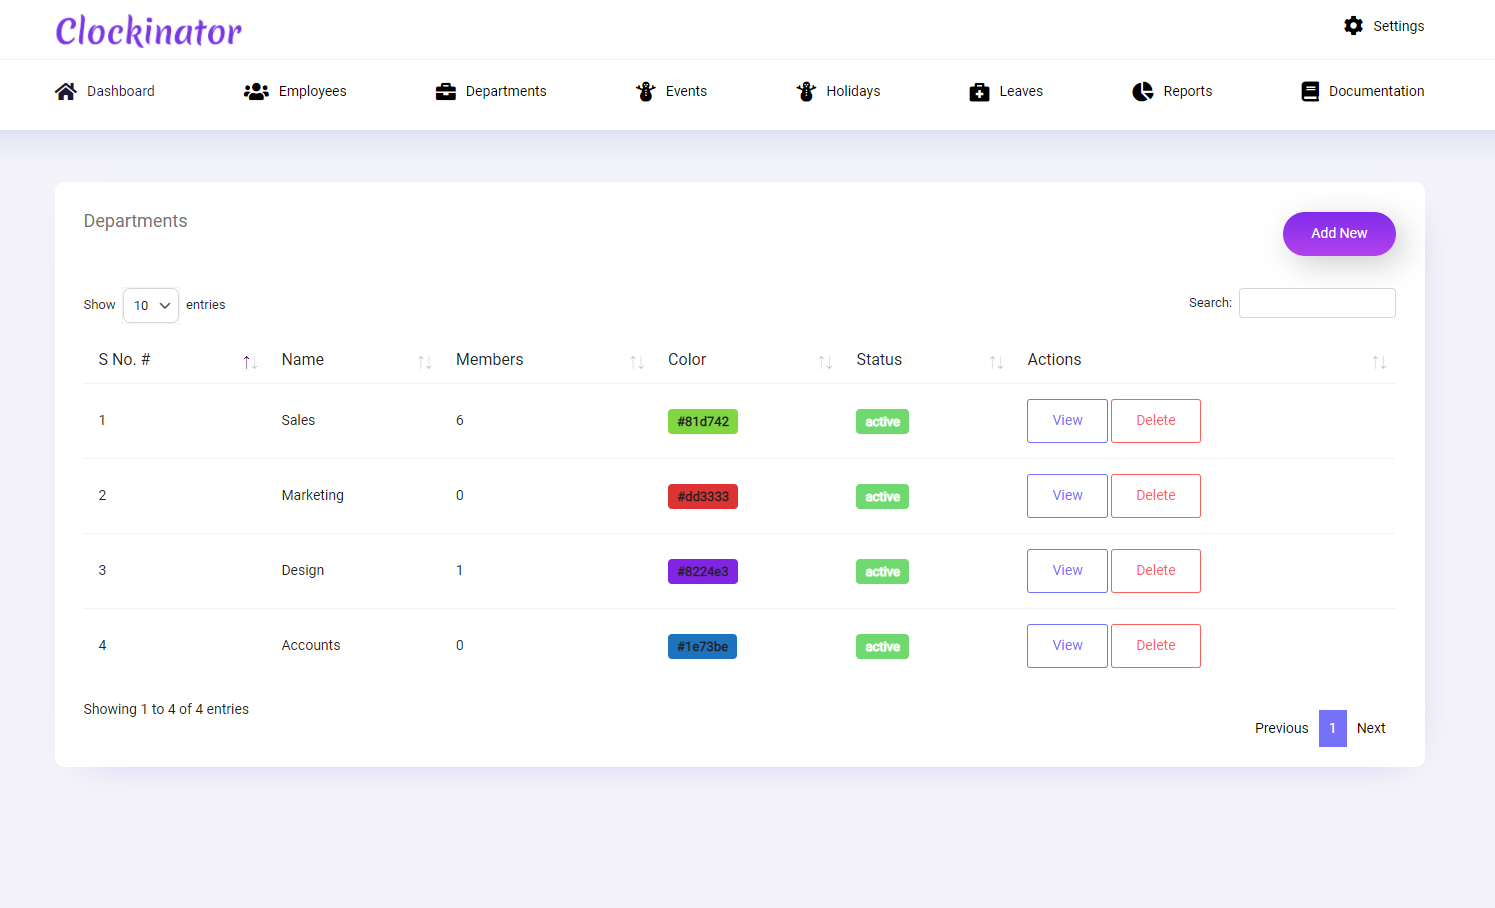 Clockinator
Settings
Dashboard Employees Departments Events Holidays Leaves Reports Documentation
Departments
Add New
Show 10 entries
Search:
S No. # Name Members Color Status Actions
1 Sales 6 #81d742 active View Delete
2 Marketing 0 #dd3333 active View Delete
3 Design 1 #8224e3 active View Delete
4 Accounts 0 #1e73be active View Delete
Showing 1 to 4 of 4 entries
Previous 1 Next